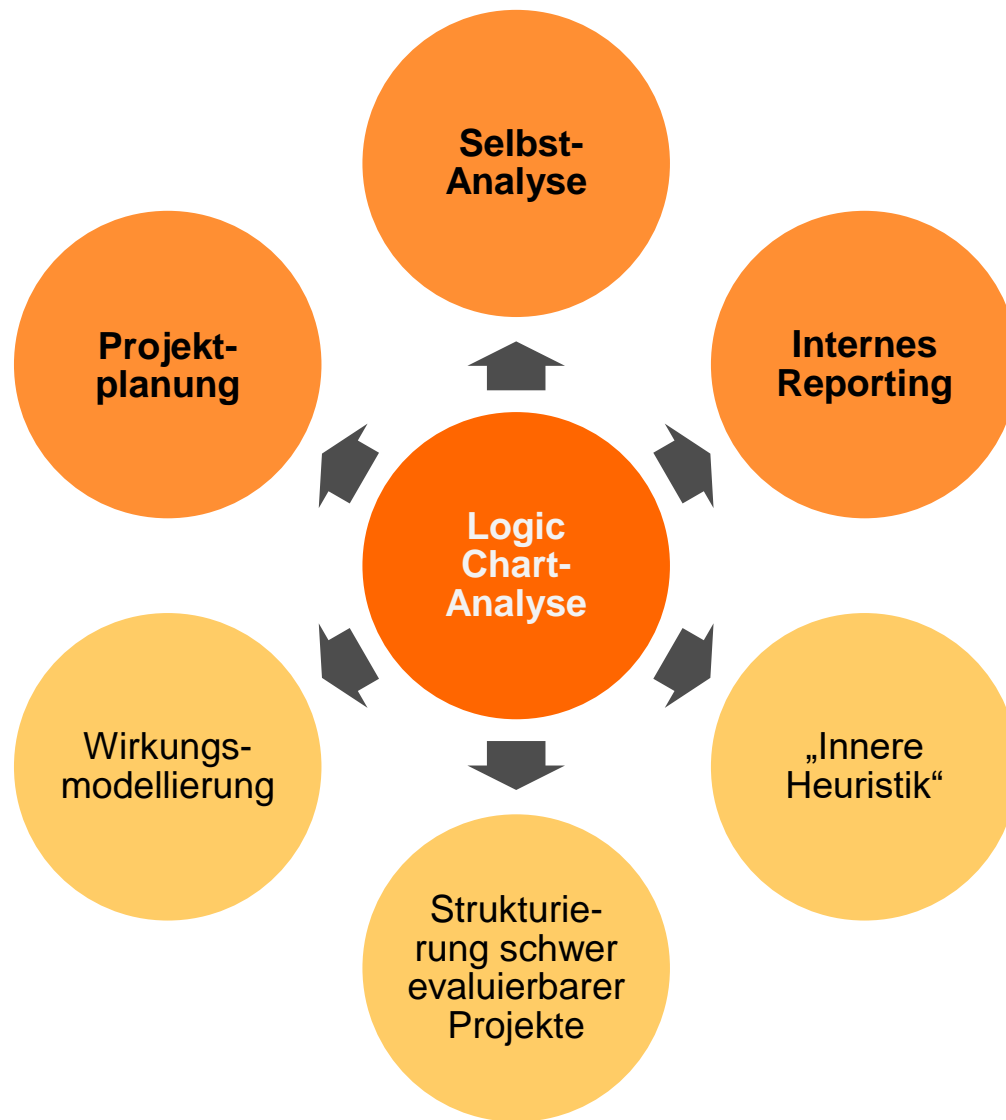 Selbst-
Analyse
Projekt-
planung
Internes
Reporting
Logic
Chart-
Analyse
Wirkungs-
modellierung
„Innere
Heuristik“
Strukturie-
rung schwer
evaluierbarer
Projekte